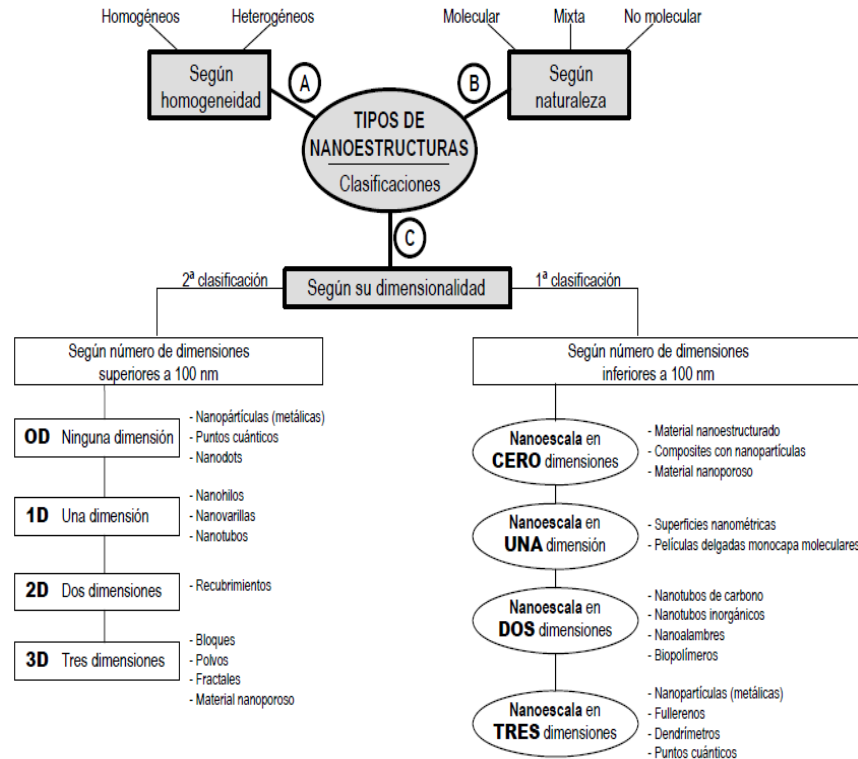 Homogéneos
Heterogéneos
Molecular
Mixta
No molecular
Según
homogeneidad
A
B
Según
naturaleza
TIPOS DE
NANOESTRUCTURAS
Clasificaciones
C
2ª clasificación
Según su dimensionalidad
1ª clasificación
Según número de dimensiones
superiores a 100 nm
OD Ninguna dimensión
- Nanopártículas (metálicas)
- Puntos cuánticos
- Nanodots
1D Una dimensión
- Nanohilos
- Nanovarillas
- Nanotubos
2D Dos dimensiones
- Recubrimientos
3D Tres dimensiones
- Bloques
- Polvos
- Fractales
- Material nanoporoso
Según número de dimensiones
inferiores a 100 nm
Nanoescala en
CERO dimensiones
- Material nanoestructurado
- Composites con nanopartículas
- Material nanoporoso
Nanoescala en
UNA dimensión
- Superficies nanométricas
- Películas delgadas monocapa moleculares
Nanoescala en
DOS dimensiones
- Nanotubos de carbono
- Nanotubos inorgánicos
- Nanoalambres
- Biopolímeros
Nanoescala en
TRES dimensiones
- Nanopartículas (metálicas)
- Fullerenos
- Dendrímetros
- Puntos cuánticos